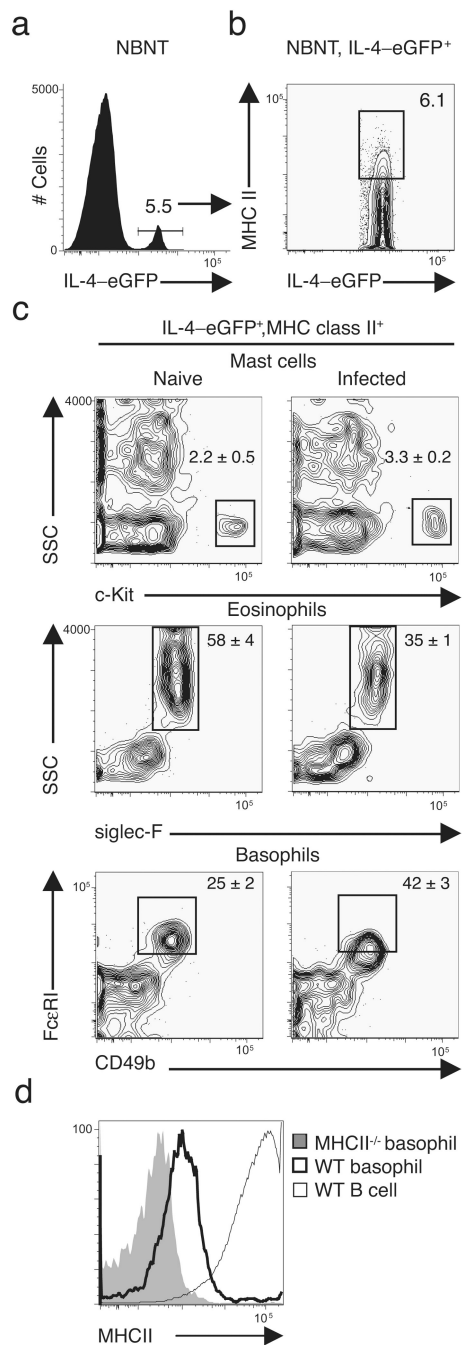 a
NBNT
5000
# Cells
5.5
0
10⁵
IL-4–eGFP
b
NBNT, IL-4–eGFP⁺
10⁵
6.1
MHC II
10⁵
IL-4–eGFP
c
IL-4–eGFP⁺,MHC class II⁺
Mast cells
Naive
Infected
4000
SSC
2.2 ± 0.5
3.3 ± 0.2
10⁵
10⁵
c-Kit
Eosinophils
4000
SSC
58 ± 4
35 ± 1
10⁵
10⁵
siglec-F
Basophils
10⁵
FcεRI
25 ± 2
42 ± 3
10⁵
10⁵
CD49b
d
100
0
10⁵
MHCII
MHCII⁻/⁻ basophil
WT basophil
WT B cell